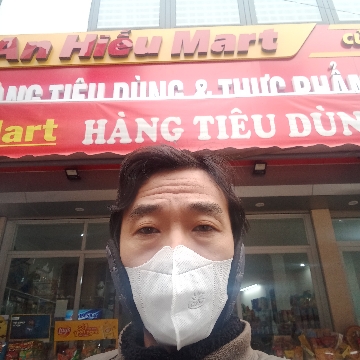 An Hiếu Mart
HÀNG TIÊU DÙNG & THỰC PHẨM
Mart HÀNG TIÊU DÙN